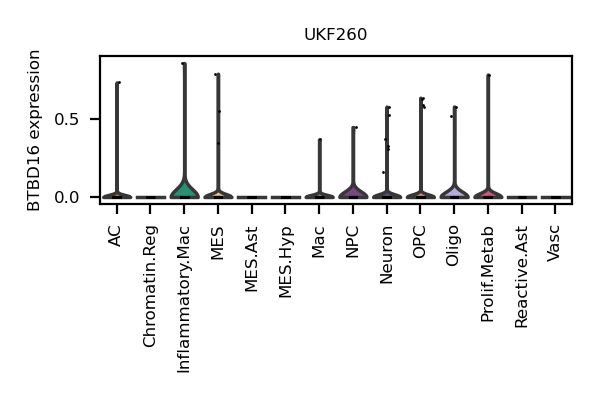 UKF260
BTBD16 expression
0.5
0.0
AC
Chromatin.Reg
Inflammatory.Mac
MES
MES.Ast
MES.Hyp
Mac
NPC
Neuron
OPC
Oligo
Prolif.Metab
Reactive.Ast
Vasc